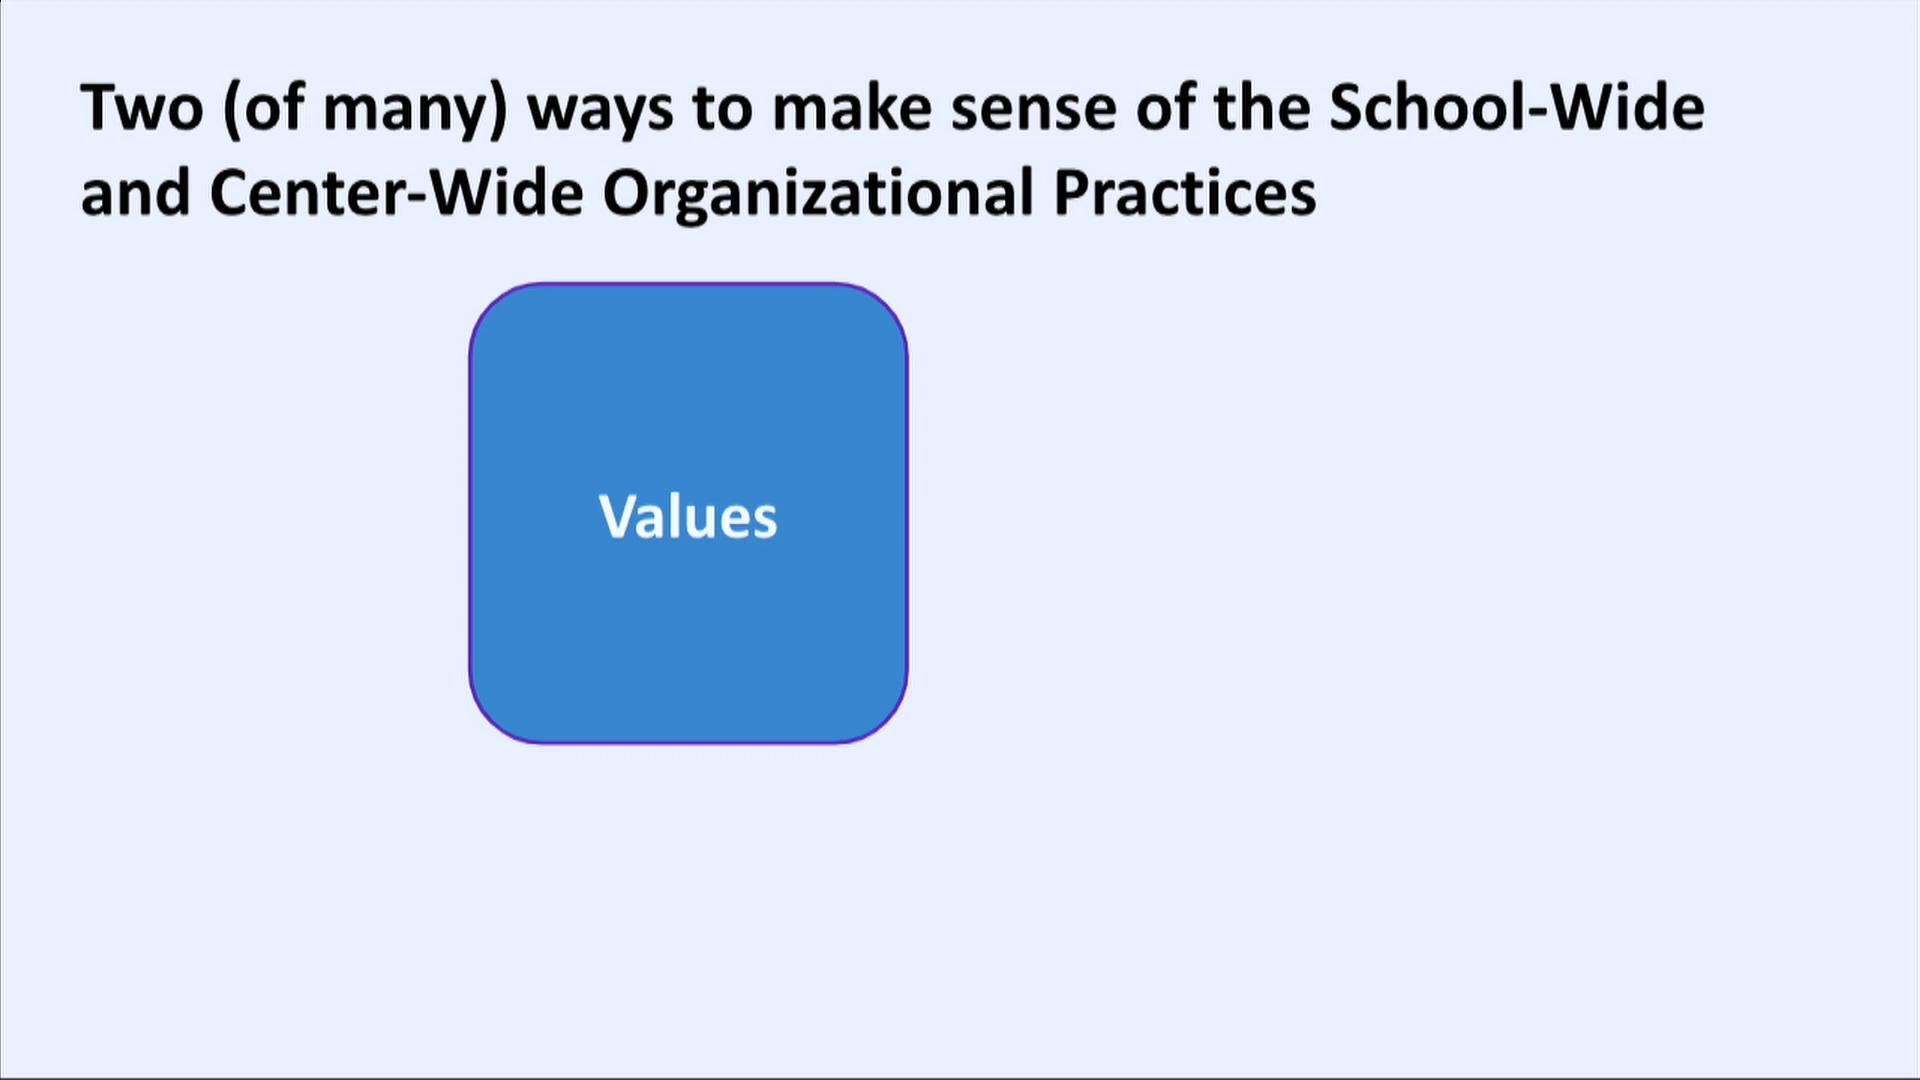 Two (of many) ways to make sense of the School-Wide
and Center-Wide Organizational Practices
Values